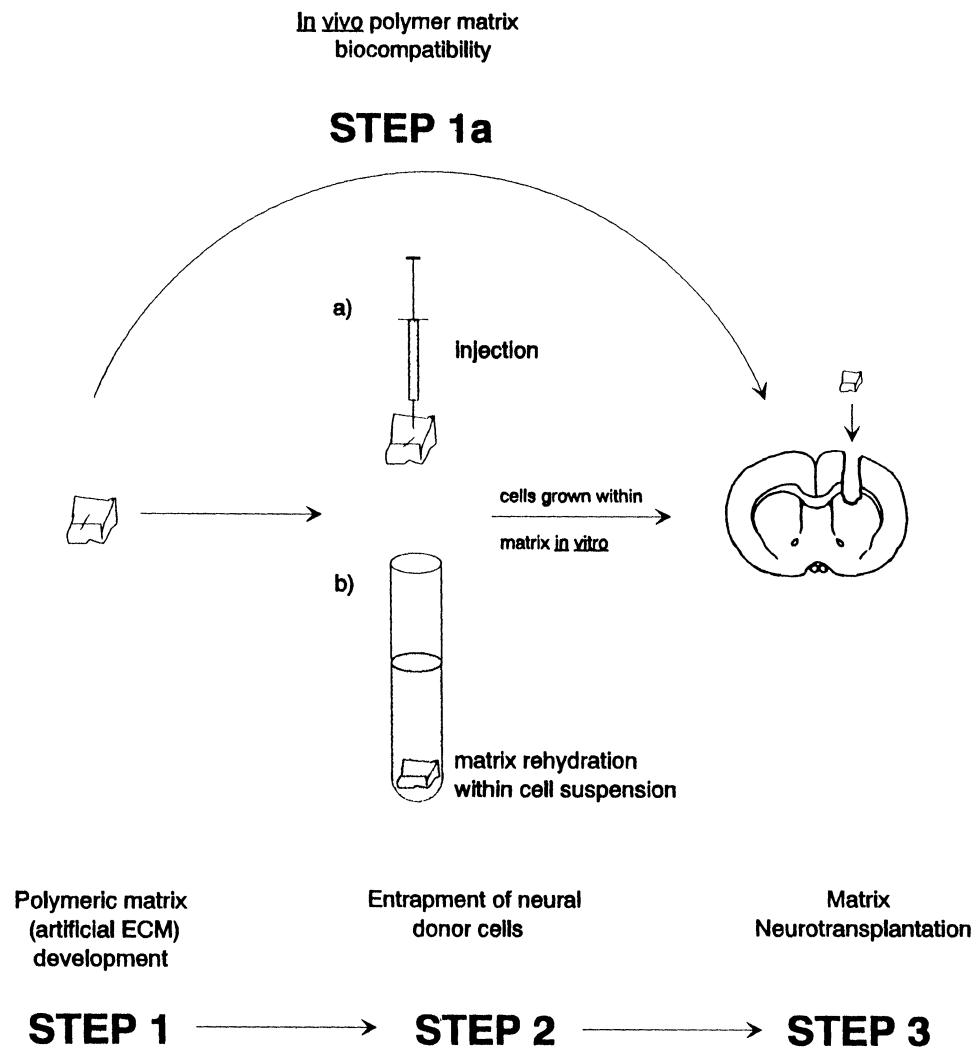 In vivo polymer matrix
biocompatibility
STEP 1a
a)
injection
cells grown within
matrix in vitro
b)
matrix rehydration
within cell suspension
Polymeric matrix
(artificial ECM)
development
Entrapment of neural
donor cells
Matrix
Neurotransplantation
STEP 1
STEP 2
STEP 3